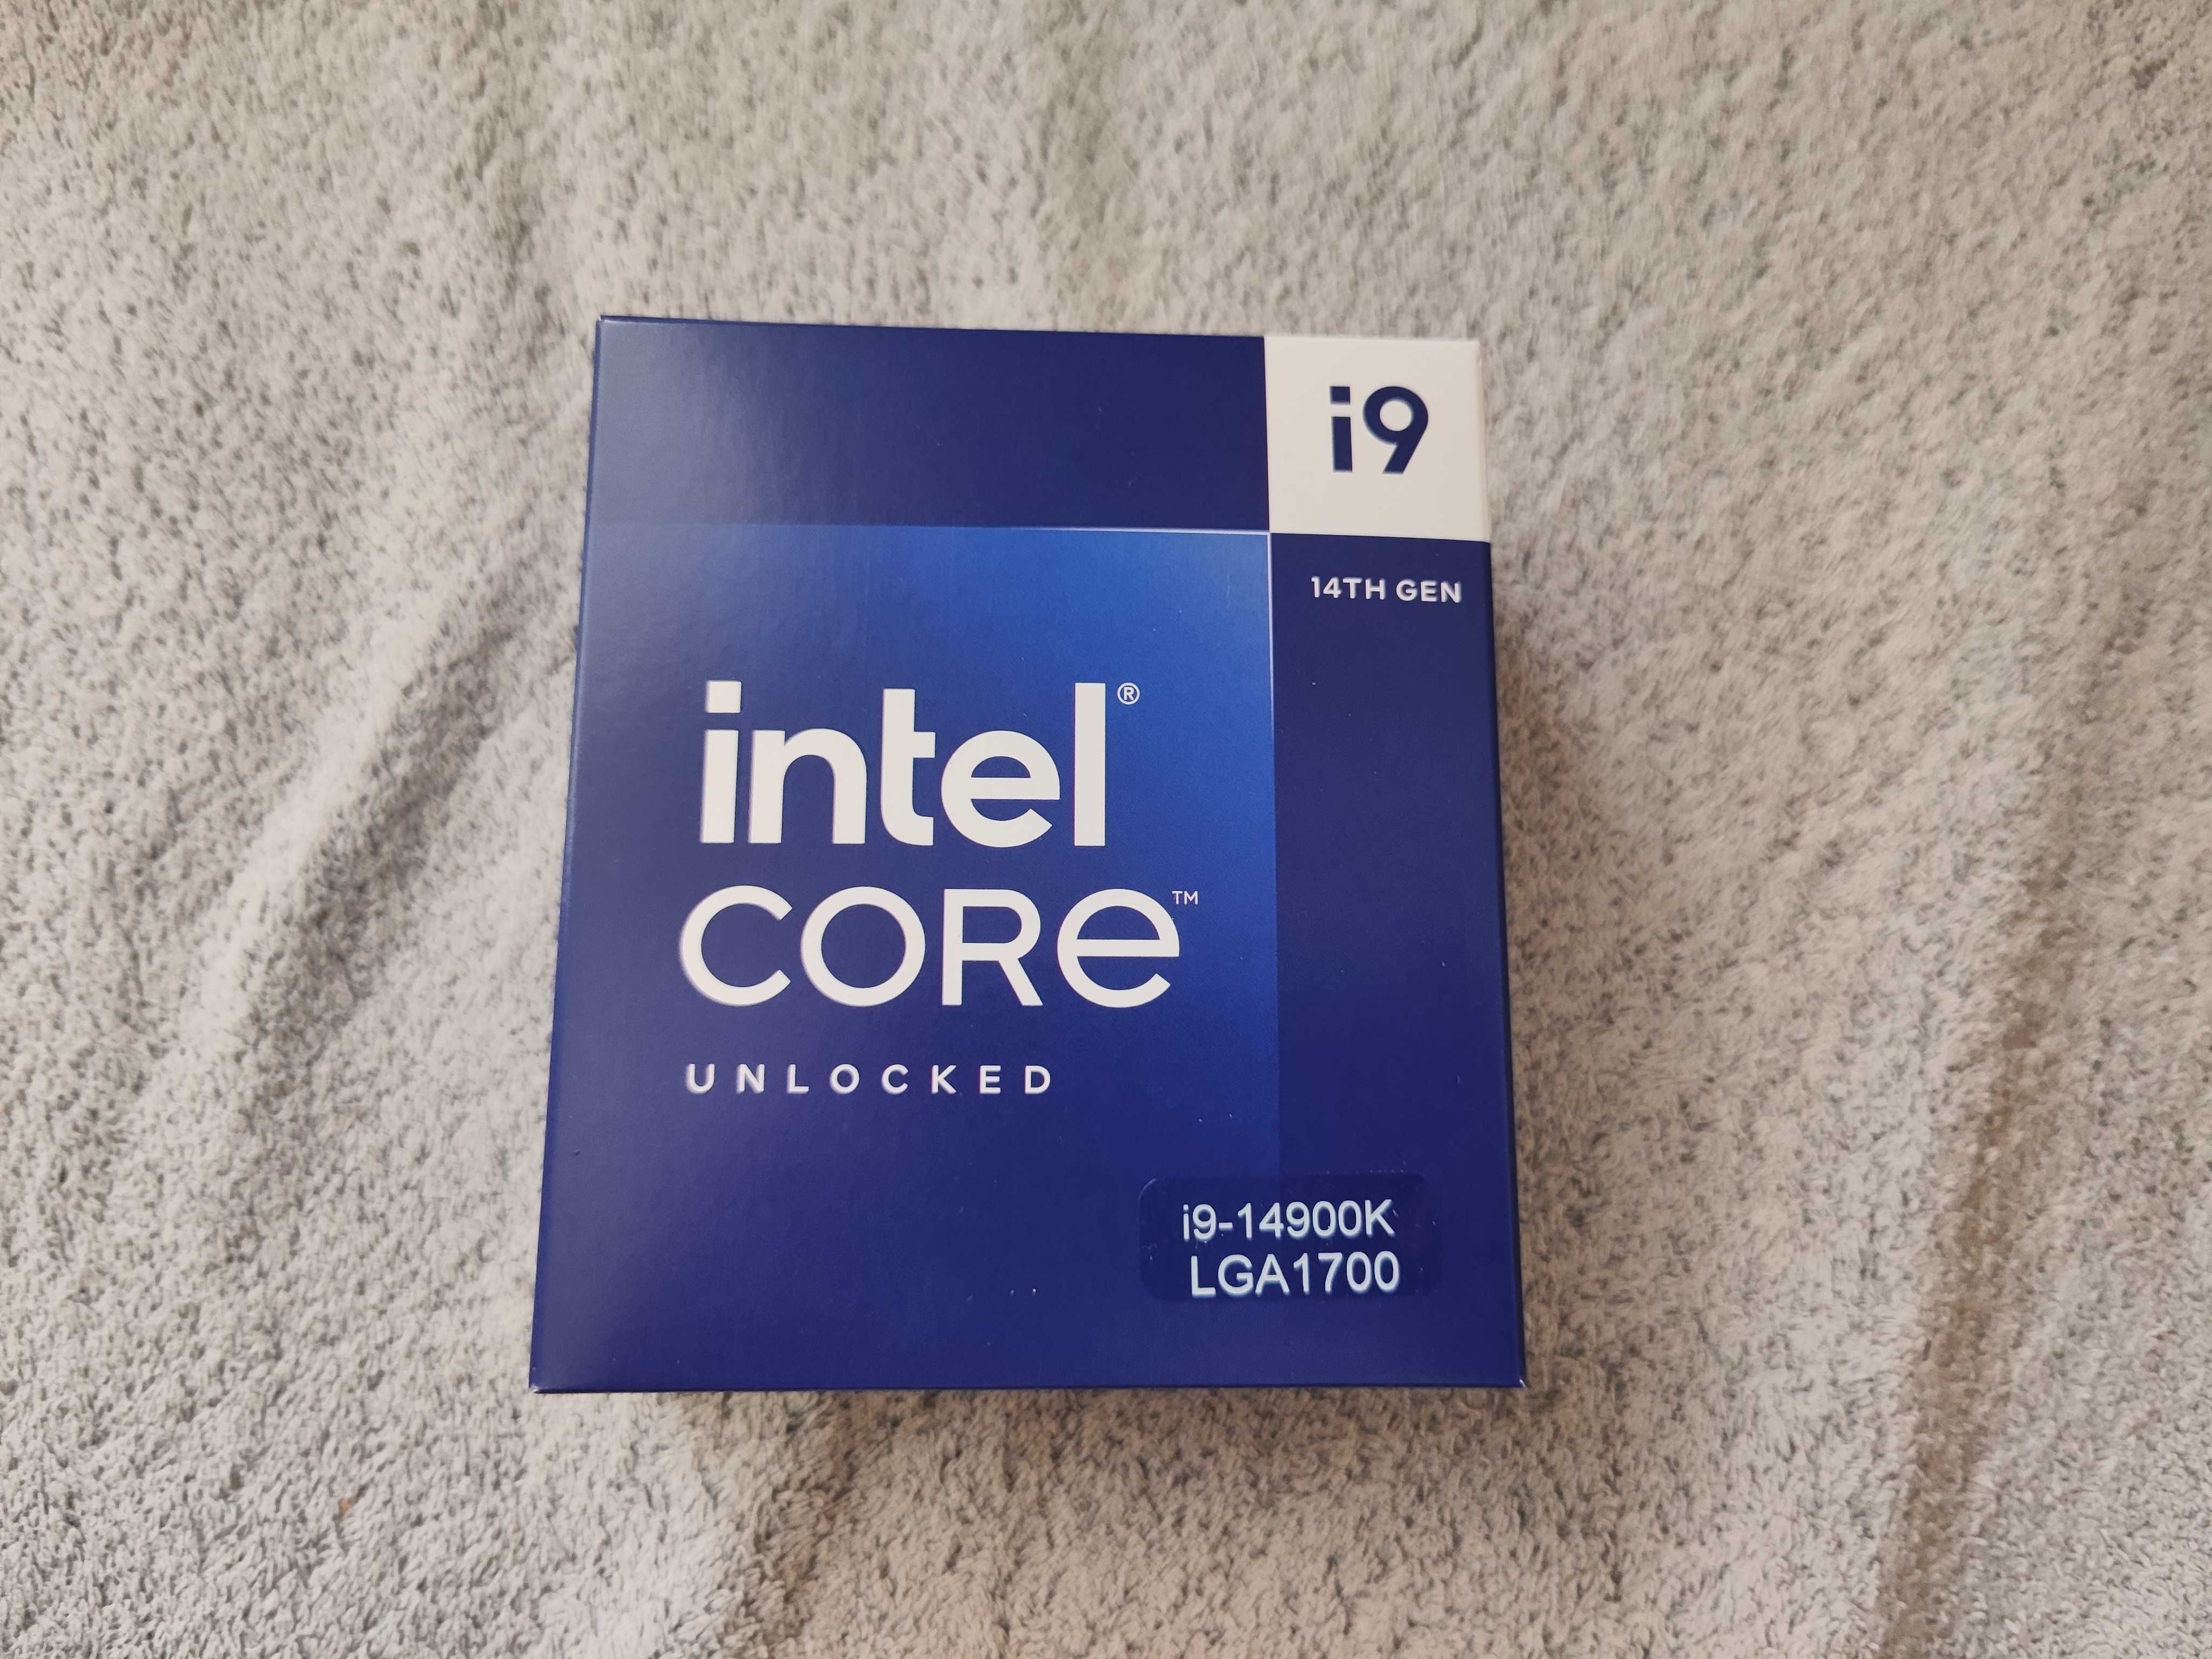 i9
14TH GEN
intel®
CORe™
UNLOCKED
i9-14900K
LGA1700